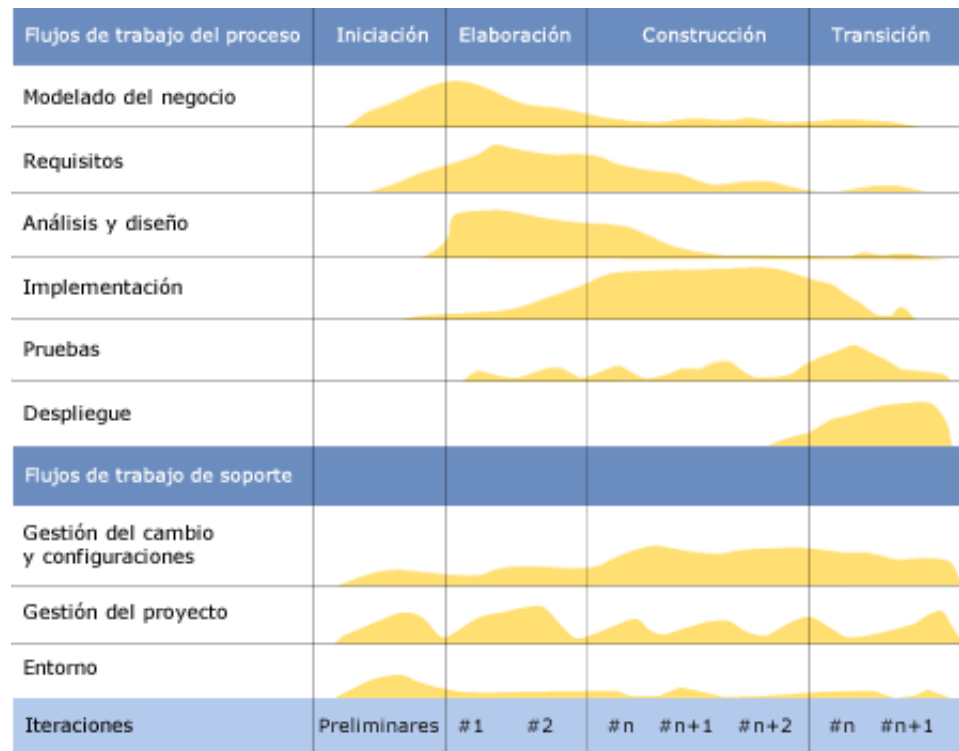 Flujos de trabajo del proceso Iniciación Elaboración Construcción Transición
Modelado del negocio
Requisitos
Análisis y diseño
Implementación
Pruebas
Despliegue
Flujos de trabajo de soporte
Gestión del cambio
y configuraciones
Gestión del proyecto
Entorno
Iteraciones Preliminares #1 #2 #n #n+1 #n+2 #n #n+1